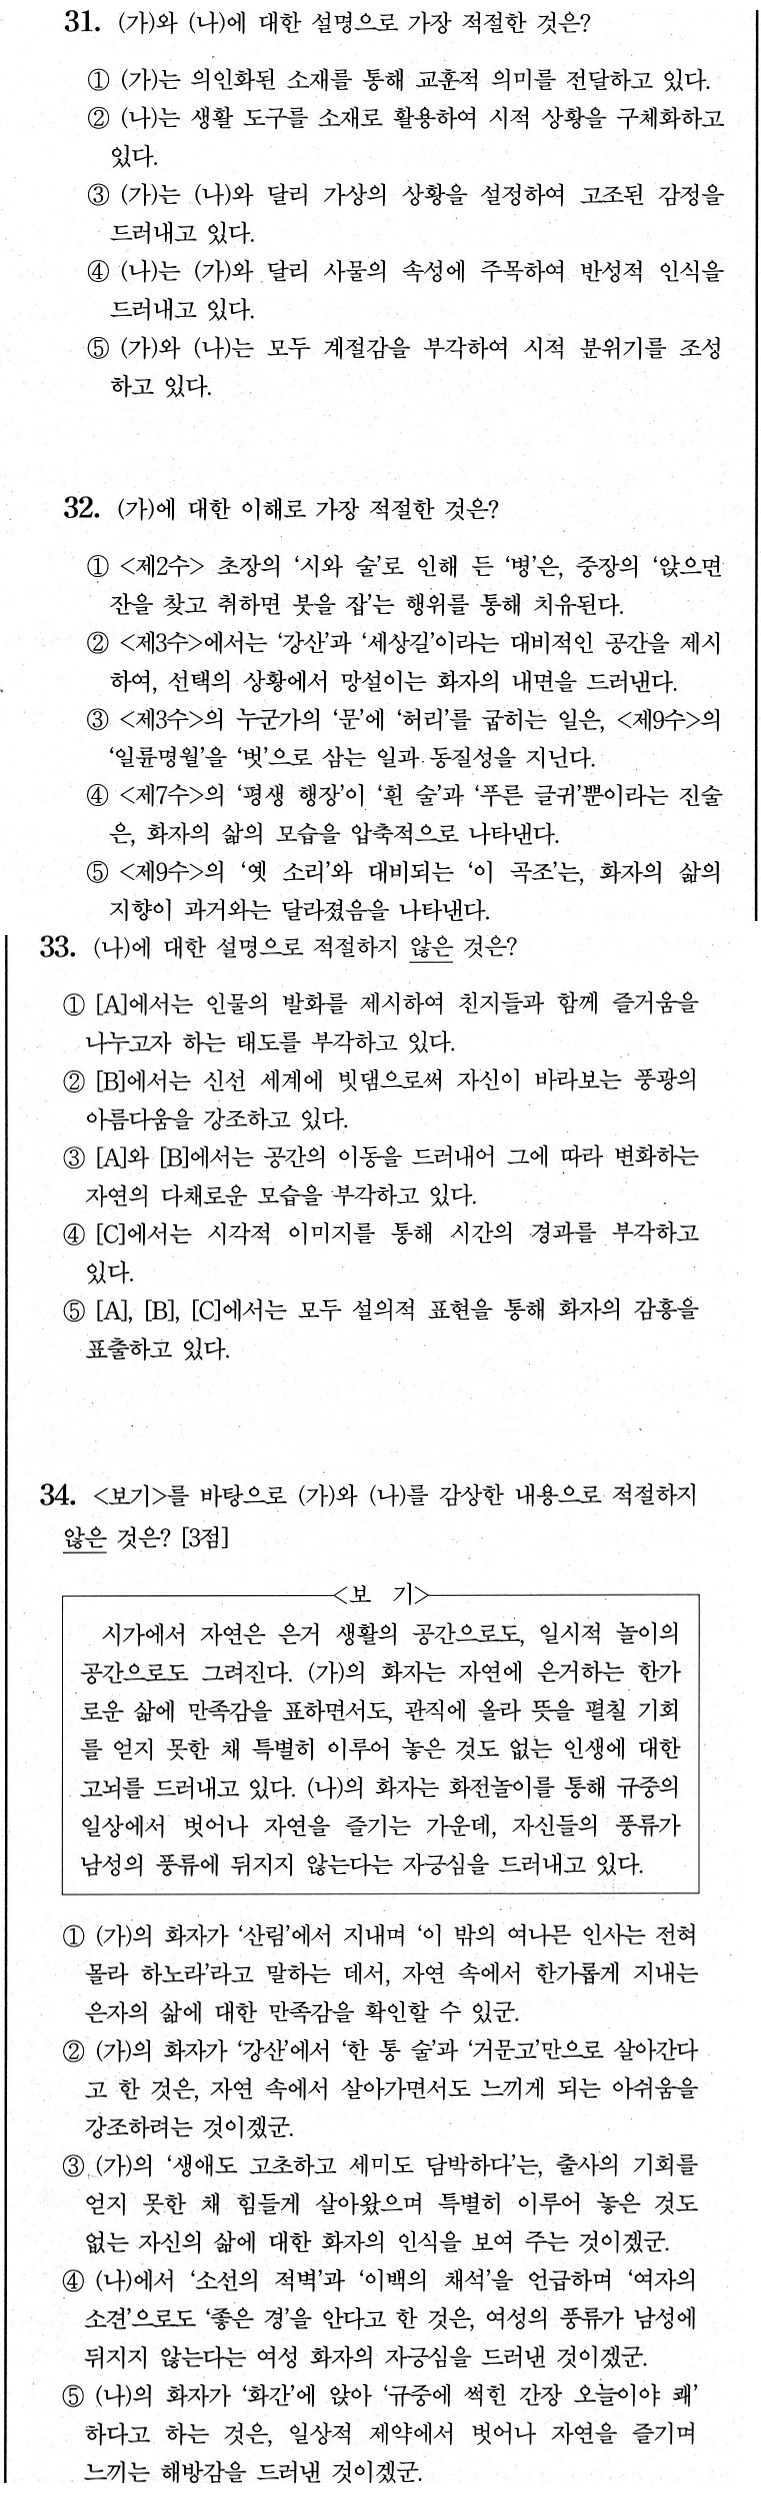 31. (가)와 (나)에 대한 설명으로 가장 적절한 것은?
① (가)는 의인화된 소재를 통해 교훈적 의미를 전달하고 있다.
② (나)는 생활 도구를 소재로 활용하여 시적 상황을 구체화하고
있다.
③ (가)는 (나)와 달리 가상의 상황을 설정하여 고조된 감정을
드러내고 있다.
④ (나)는 (가)와 달리 사물의 속성에 주목하여 반성적 인식을
드러내고 있다.
⑤ (가)와 (나)는 모두 계절감을 부각하여 시적 분위기를 조성
하고 있다.
32. (가)에 대한 이해로 가장 적절한 것은?
① <제2수> 초장의 ‘시와 술’로 인해 든 ‘병’은, 중장의 ‘앉으면
잔을 찾고 취하면 붓을 잡’는 행위를 통해 치유된다.
② <제3수>에서는 ‘강산’과 ‘세상길’이라는 대비적인 공간을 제시
하여, 선택의 상황에서 망설이는 화자의 내면을 드러낸다.
③ <제3수>의 누군가의 ‘문’에 ‘허리’를 굽히는 일은, <제9수>의
‘일륜명월’을 ‘벗’으로 삼는 일과 동질성을 지닌다.
④ <제7수>의 ‘평생 행장’이 ‘흰 술’과 ‘푸른 글귀’뿐이라는 진술
은, 화자의 삶의 모습을 압축적으로 나타낸다.
⑤ <제9수>의 ‘옛 소리’와 대비되는 ‘이 곡조’는, 화자의 삶의
지향이 과거와는 달라졌음을 나타낸다.
33. (나)에 대한 설명으로 적절하지 않은 것은?
① [A]에서는 인물의 발화를 제시하여 친지들과 함께 즐거움을
나누고자 하는 태도를 부각하고 있다.
② [B]에서는 신선 세계에 빗댐으로써 자신이 바라보는 풍광의
아름다움을 강조하고 있다.
③ [A]와 [B]에서는 공간의 이동을 드러내어 그에 따라 변화하는
자연의 다채로운 모습을 부각하고 있다.
④ [C]에서는 시각적 이미지를 통해 시간의 경과를 부각하고
있다.
⑤ [A], [B], [C]에서는 모두 설의적 표현을 통해 화자의 감흥을
표출하고 있다.
34. <보기>를 바탕으로 (가)와 (나)를 감상한 내용으로 적절하지
않은 것은? [3점]
<보 기>
시가에서 자연은 은거 생활의 공간으로도, 일시적 놀이의
공간으로도 그려진다. (가)의 화자는 자연에 은거하는 한가
로운 삶에 만족감을 표하면서도, 관직에 올라 뜻을 펼칠 기회
를 얻지 못한 채 특별히 이루어 놓은 것도 없는 인생에 대한
고뇌를 드러내고 있다. (나)의 화자는 화전놀이를 통해 규중의
일상에서 벗어나 자연을 즐기는 가운데, 자신들의 풍류가
남성의 풍류에 뒤지지 않는다는 자긍심을 드러내고 있다.
① (가)의 화자가 ‘산림’에서 지내며 ‘이 밖의 여나믄 인사는 전혀
몰라 하노라’라고 말하는 데서, 자연 속에서 한가롭게 지내는
은자의 삶에 대한 만족감을 확인할 수 있군.
② (가)의 화자가 ‘강산’에서 ‘한 통 술’과 ‘거문고’만으로 살아간다
고 한 것은, 자연 속에서 살아가면서도 느끼게 되는 아쉬움을
강조하려는 것이겠군.
③ (가)의 ‘생애도 고초하고 세미도 담박하다’는, 출사의 기회를
얻지 못한 채 힘들게 살아왔으며 특별히 이루어 놓은 것도
없는 자신의 삶에 대한 화자의 인식을 보여 주는 것이겠군.
④ (나)에서 ‘소선의 적벽’과 ‘이백의 채석’을 언급하며 ‘여자의
소견’으로도 ‘좋은 경’을 안다고 한 것은, 여성의 풍류가 남성에
뒤지지 않는다는 여성 화자의 자긍심을 드러낸 것이겠군.
⑤ (나)의 화자가 ‘화간’에 앉아 ‘규중에 썩힌 간장 오늘이야 쾌’
하다고 하는 것은, 일상적 제약에서 벗어나 자연을 즐기며
느끼는 해방감을 드러낸 것이겠군.